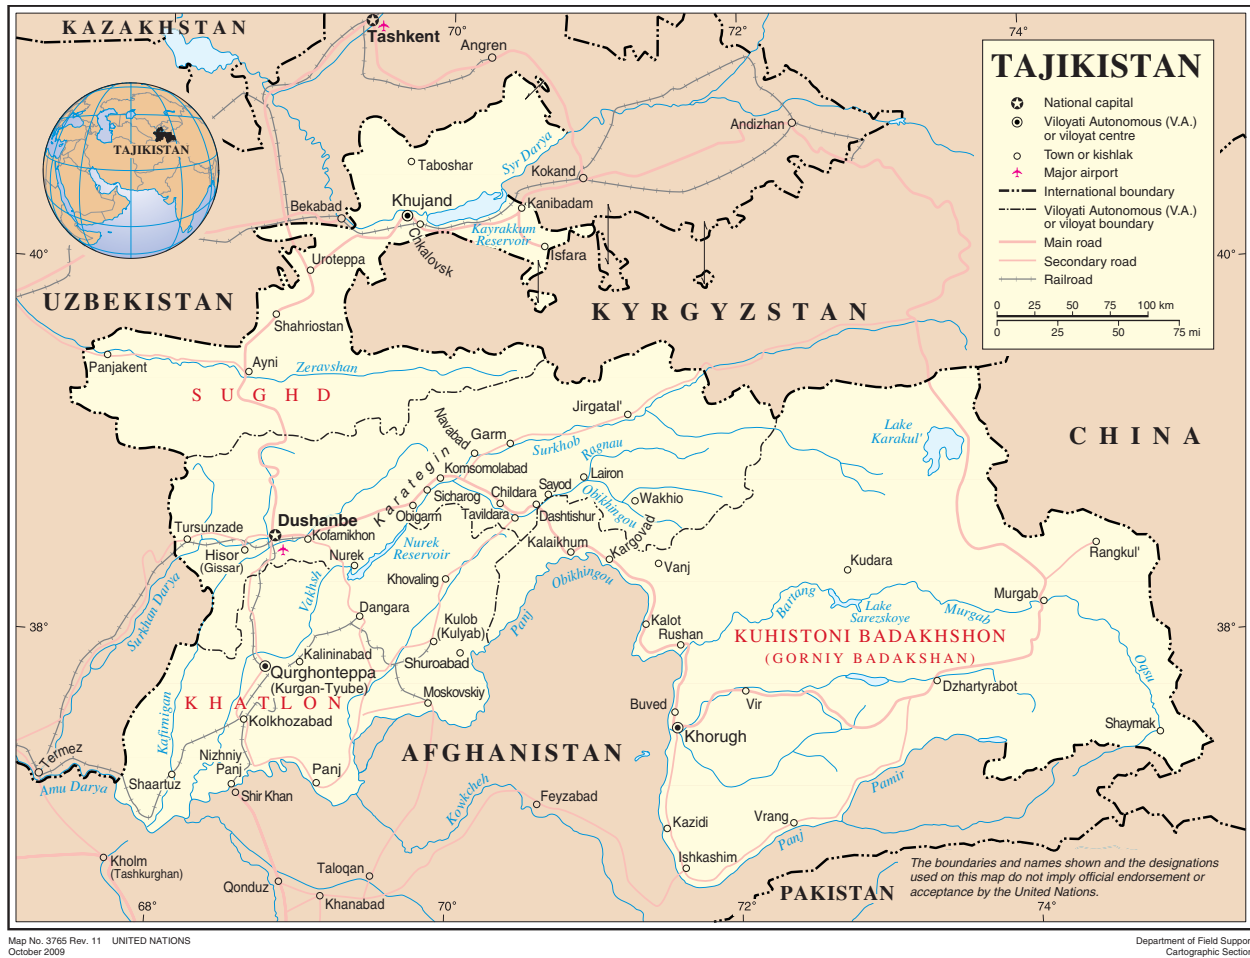 KAZAKHSTAN
Tashkent
70°
72°
74°
Angren
TAJIKISTAN
National capital
Viloyati Autonomous (V.A.)
or viloyat centre
Town or kishlak
Major airport
International boundary
Viloyati Autonomous (V.A.)
or viloyat boundary
Main road
Secondary road
Railroad
0 25 50 75 100 km
0 25 50 75 mi
TAJIKISTAN
Andizhan
Taboshar
Syr Darya
Kokand
Khujand
Bekabad
Kanibadam
Kayrakkum
Reservoir
Chkalovsk
Isfara
40°
40°
Uroteppa
UZBEKISTAN
KYRGYZSTAN
Shahriostan
Panjakent
Ayni
Zeravshan
SUGHD
Jirgatal'
Navabad
Garm
Surkhob
Ragnau
Lake
Karakul'
CHINA
Karategin
Komsomolabad
Lairon
Sicharog
Childara
Sayod
Obikhingou
Wakhio
Obigarm
Tavildara
Dashtishur
Dushanbe
Tursunzade
Kofarnikhon
Hisor
(Gissar)
Nurek
Nurek
Reservoir
Kalaikhum
Kargovad
Rangkul'
Vanj
Kudara
Khovaling
Obikhingou
Vakhsh
Surkhan Darya
Dangara
Panj
Bartang
Lake
Sarezskoye
Murgab
Murgab
38°
38°
Kulob
(Kulyab)
Kalot
Rushan
KUHISTONI BADAKHSHON
(GORNIY BADAKSHAN)
Kalininabad
Shuroabad
Qurghonteppa
(Kurgan-Tyube)
Moskovskiy
KHATLON
Kafirnigan
Kolkhozabad
Oqsu
Dzhartyrabot
Buved
Vir
Khorugh
Shaymak
AFGHANISTAN
Termez
Nizhniy
Panj
Panj
Shaartuz
Amu Darya
Shir Khan
Kowkcheh
Feyzabad
Pamir
Vrang
Kazidi
Panj
Ishkashim
Kholm
(Tashkurghan)
Taloqan
Qonduz
Khanabad
PAKISTAN
The boundaries and names shown and the designations
used on this map do not imply official endorsement or
acceptance by the United Nations.
68°
70°
72°
74°
Map No. 3765 Rev. 11 UNITED NATIONS
October 2009
Department of Field Suppor
Cartographic Section